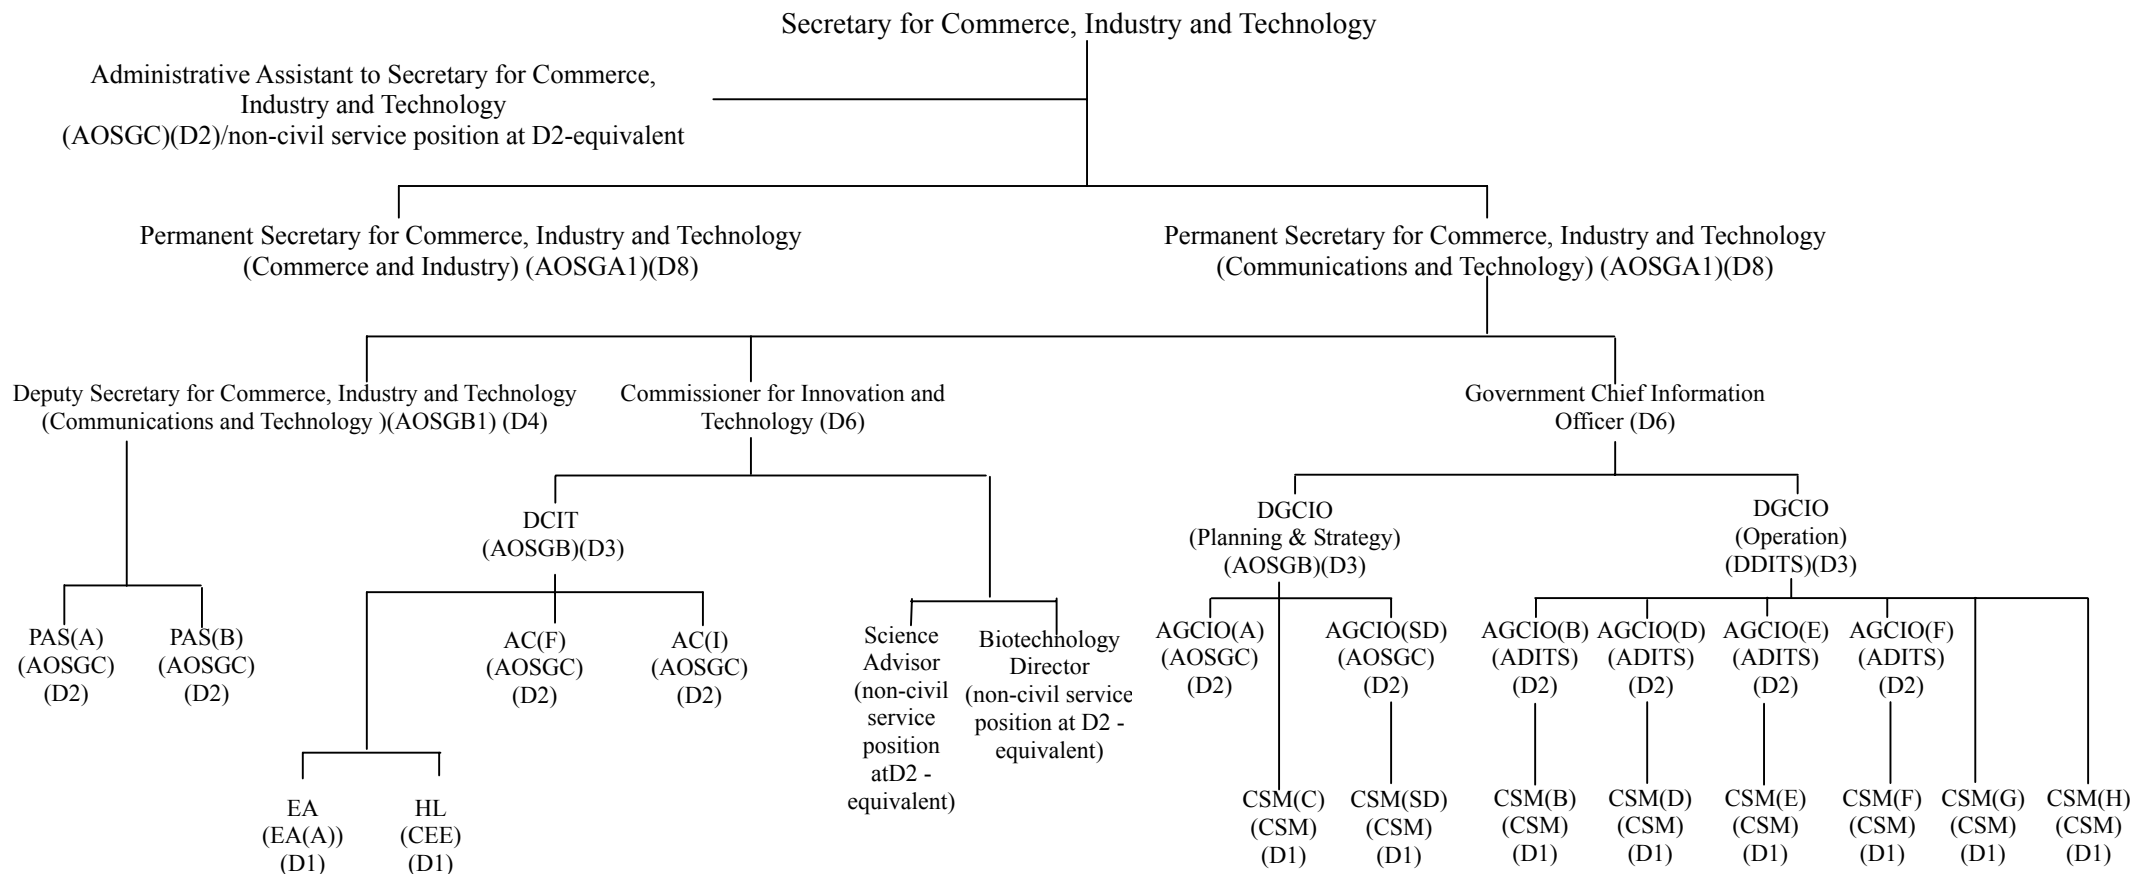 Secretary for Commerce, Industry and Technology
Administrative Assistant to Secretary for Commerce,
Industry and Technology
(AOSGC)(D2)/non-civil service position at D2-equivalent
Permanent Secretary for Commerce, Industry and Technology
(Commerce and Industry) (AOSGA1)(D8)
Permanent Secretary for Commerce, Industry and Technology
(Communications and Technology) (AOSGA1)(D8)
Deputy Secretary for Commerce, Industry and Technology
(Communications and Technology )(AOSGB1) (D4)
Commissioner for Innovation and
Technology (D6)
Government Chief Information
Officer (D6)
DCIT
(AOSGB)(D3)
DGCIO
(Planning & Strategy)
(AOSGB)(D3)
DGCIO
(Operation)
(DDITS)(D3)
PAS(A)
(AOSGC)
(D2)
PAS(B)
(AOSGC)
(D2)
AC(F)
(AOSGC)
(D2)
AC(I)
(AOSGC)
(D2)
Science
Advisor
(non-civil
service
position
atD2 -
equivalent)
Biotechnology
Director
(non-civil service
position at D2 -
equivalent)
AGCIO(A)
(AOSGC)
(D2)
AGCIO(SD)
(AOSGC)
(D2)
AGCIO(B)
(ADITS)
(D2)
AGCIO(D)
(ADITS)
(D2)
AGCIO(E)
(ADITS)
(D2)
AGCIO(F)
(ADITS)
(D2)
EA
(EA(A))
(D1)
HL
(CEE)
(D1)
CSM(C)
(CSM)
(D1)
CSM(SD)
(CSM)
(D1)
CSM(B)
(CSM)
(D1)
CSM(D)
(CSM)
(D1)
CSM(E)
(CSM)
(D1)
CSM(F)
(CSM)
(D1)
CSM(G)
(CSM)
(D1)
CSM(H)
(CSM)
(D1)